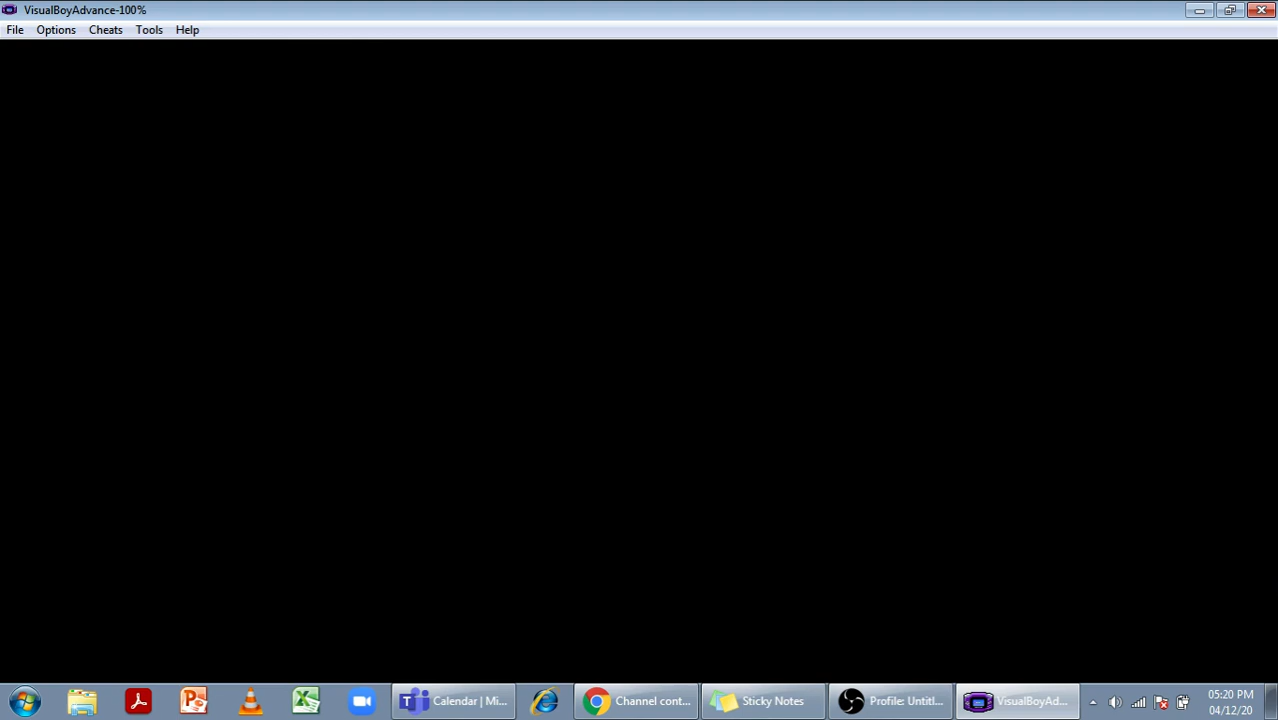 VisualBoyAdvance-100%
File Options Cheats Tools Help
Calendar | Mi...
Channel cont...
Sticky Notes
Profile: Untitl...
VisualBoyAd...
05:20 PM
04/12/20